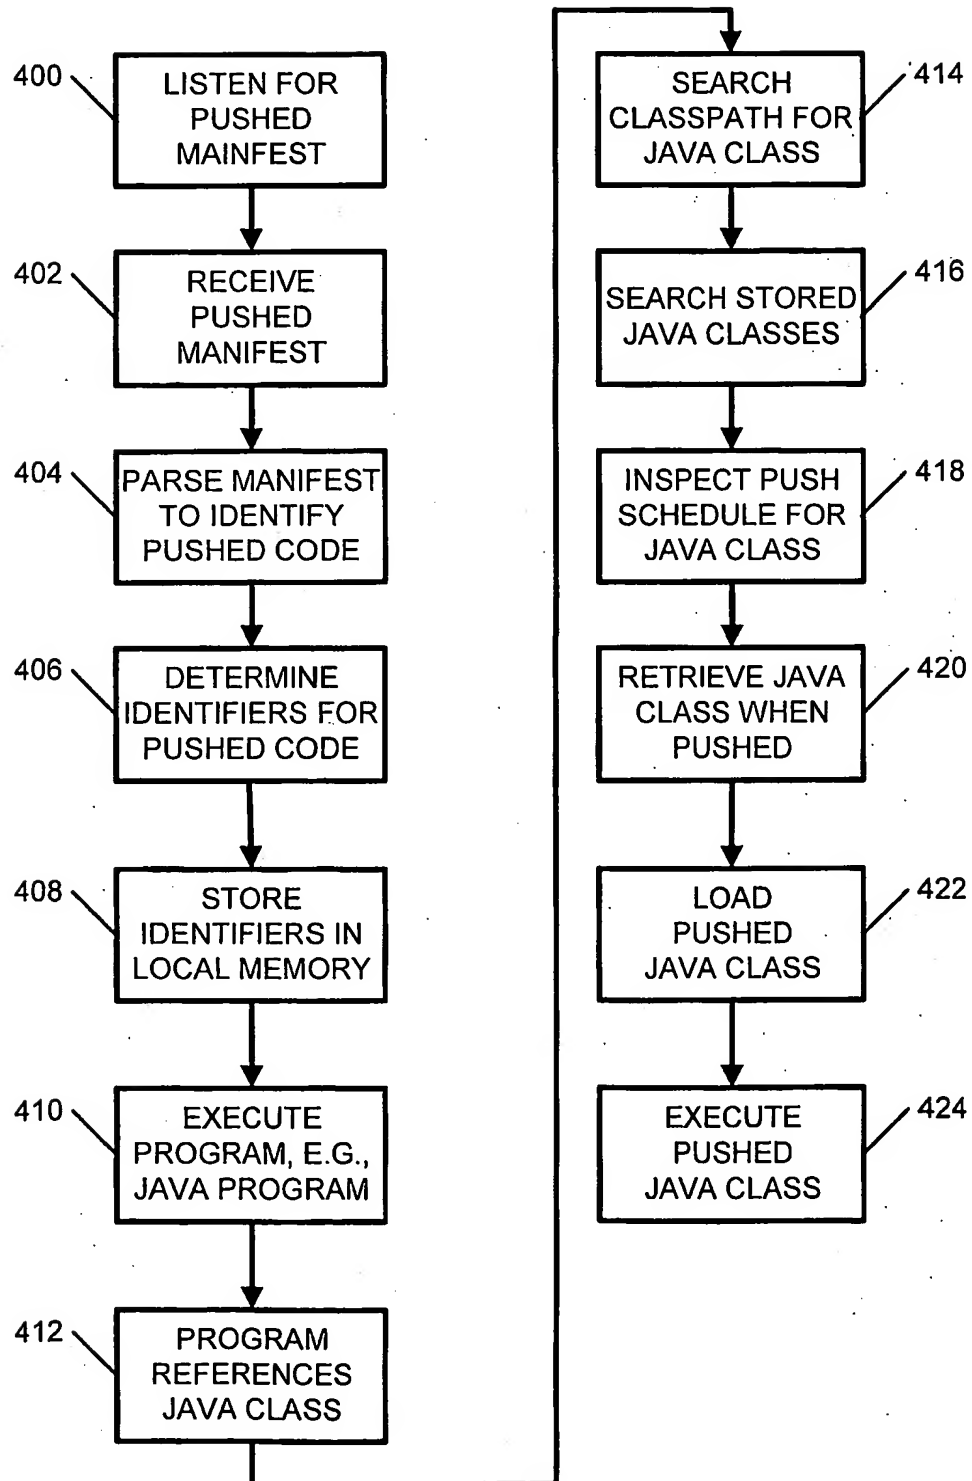 400
LISTEN FOR
PUSHED
MAINFEST
402
RECEIVE
PUSHED
MANIFEST
404
PARSE MANIFEST
TO IDENTIFY
PUSHED CODE
406
DETERMINE
IDENTIFIERS FOR
PUSHED CODE
408
STORE
IDENTIFIERS IN
LOCAL MEMORY
410
EXECUTE
PROGRAM, E.G.,
JAVA PROGRAM
412
PROGRAM
REFERENCES
JAVA CLASS
414
SEARCH
CLASSPATH FOR
JAVA CLASS
416
SEARCH STORED
JAVA CLASSES
418
INSPECT PUSH
SCHEDULE FOR
JAVA CLASS
420
RETRIEVE JAVA
CLASS WHEN
PUSHED
422
LOAD
PUSHED
JAVA CLASS
424
EXECUTE
PUSHED
JAVA CLASS